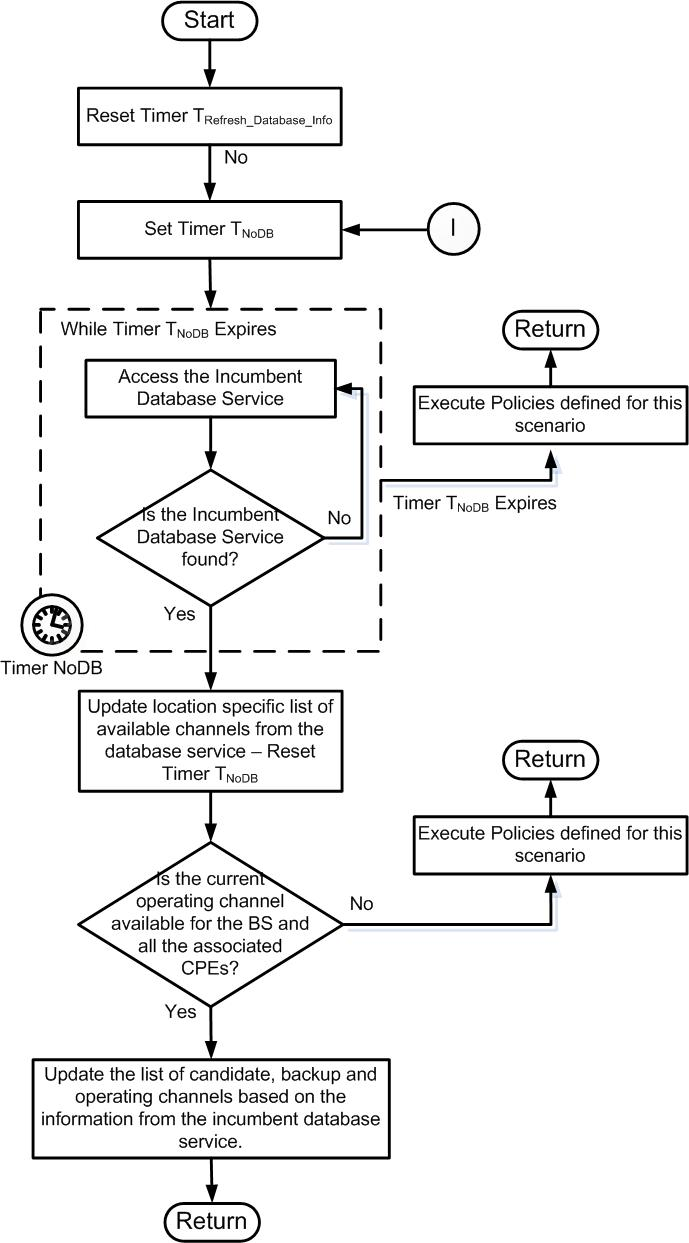 Start
Reset Timer TRefresh_Database_Info
No
Set Timer TNoDB
I
While Timer TNoDB Expires
Return
Access the Incumbent
Database Service
Execute Policies defined for this
scenario
Is the Incumbent
Database Service
found?
No
Timer TNoDB Expires
Yes
Timer NoDB
Update location specific list of
available channels from the
database service – Reset
Timer TNoDB
Return
Execute Policies defined for this
scenario
Is the current
operating channel
available for the BS and
all the associated
CPEs?
No
Yes
Update the list of candidate, backup and
operating channels based on the
information from the incumbent database
service.
Return